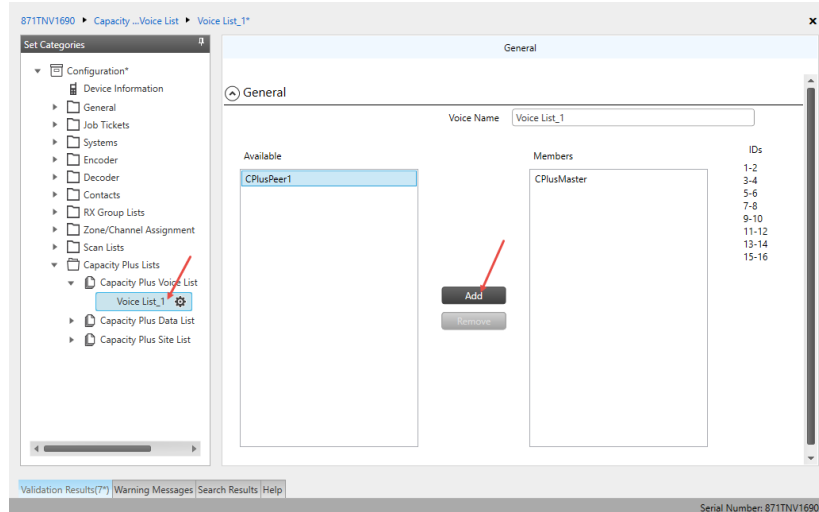 871TNV1690 Capacity ...Voice List Voice List_1*
Set Categories
Configuration*
Device Information
General
Job Tickets
Systems
Encoder
Decoder
Contacts
RX Group Lists
Zone/Channel Assignment
Scan Lists
Capacity Plus Lists
Capacity Plus Voice List
Voice List_1
Capacity Plus Data List
Capacity Plus Site List
General
General
Voice Name Voice List_1
Available
CPlusPeer1
Add
Remove
Members
CPlusMaster
IDs
1-2
3-4
5-6
7-8
9-10
11-12
13-14
15-16
Validation Results(7*) Warning Messages Search Results Help
Serial Number: 871TNV1690